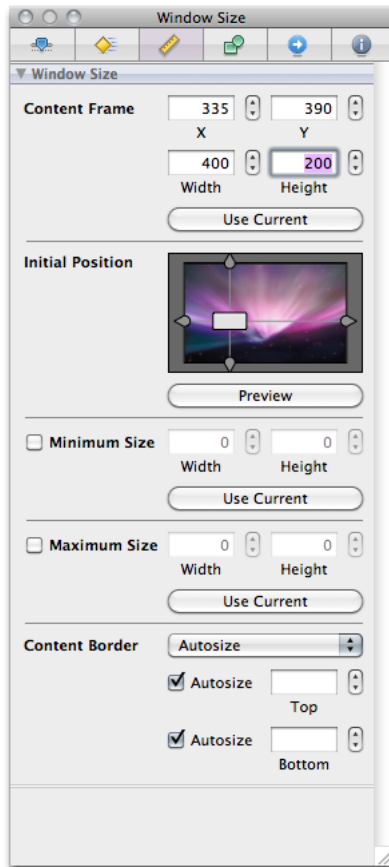 Window Size
Window Size
Content Frame 335 390
X Y
400 200
Width Height
Use Current
Initial Position
Preview
Minimum Size 0 0
Width Height
Use Current
Maximum Size 0 0
Width Height
Use Current
Content Border Autosize
Autosize
Top
Autosize
Bottom